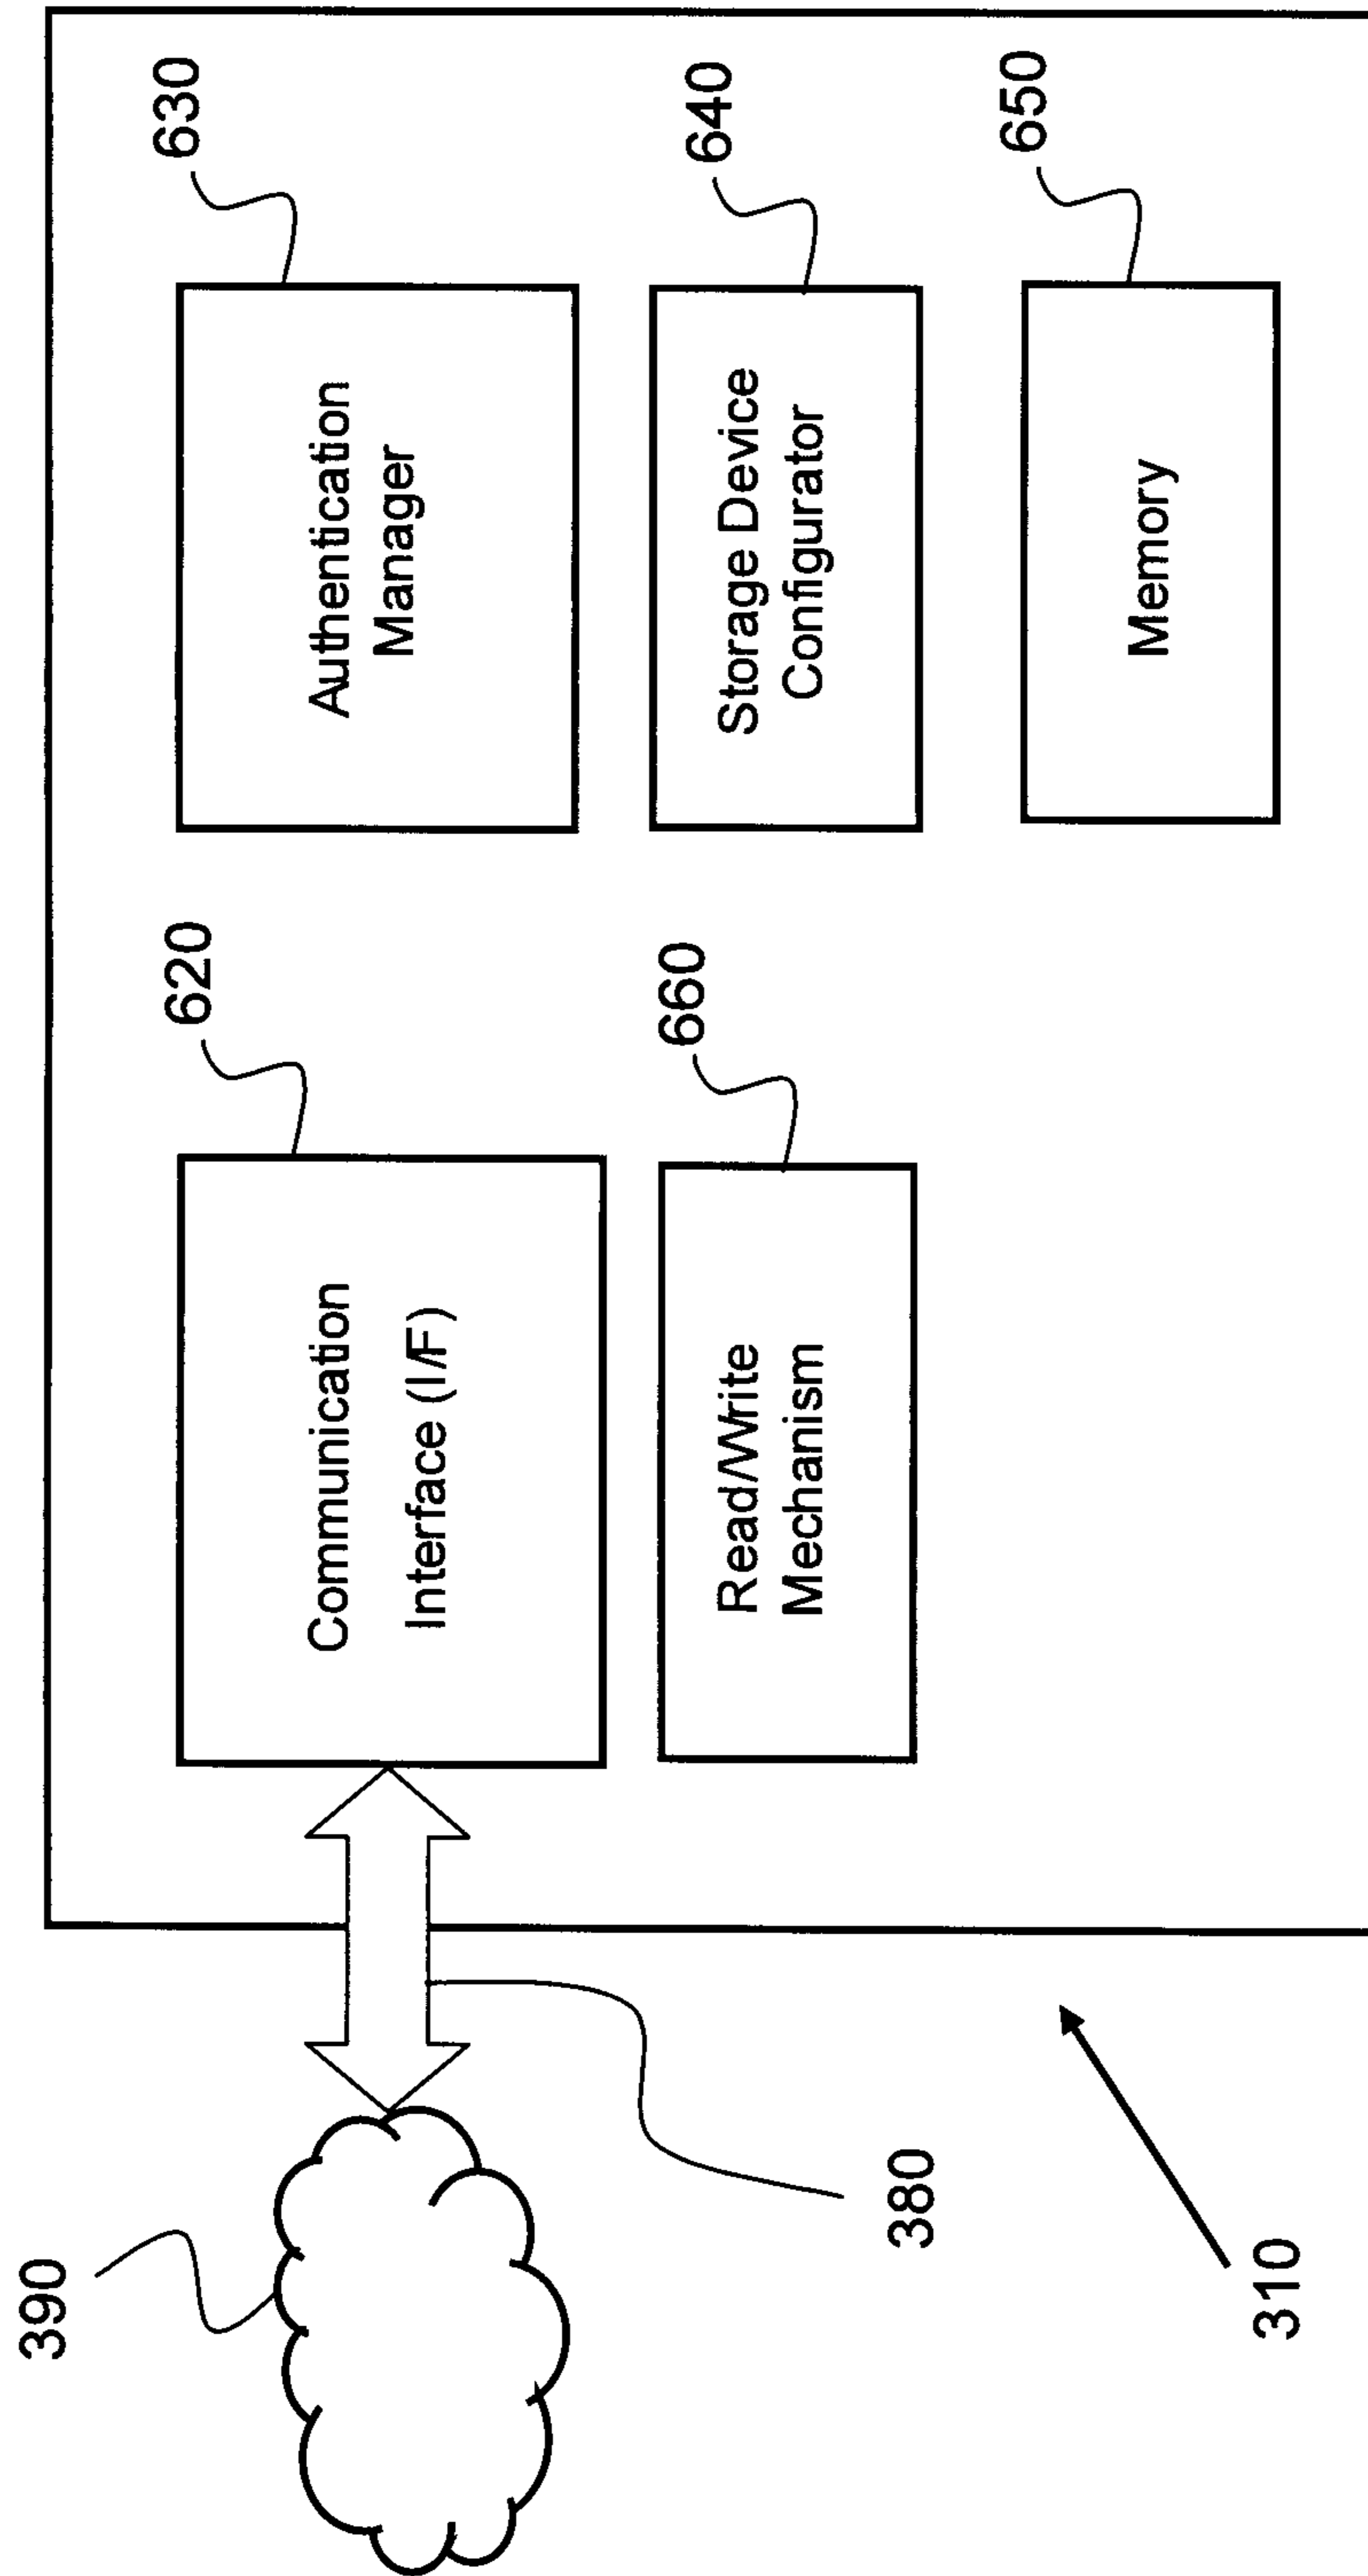 390
380
310
620
Communication
Interface (I/F)
660
Read/Write
Mechanism
630
Authentication
Manager
640
Storage Device
Configurator
650
Memory